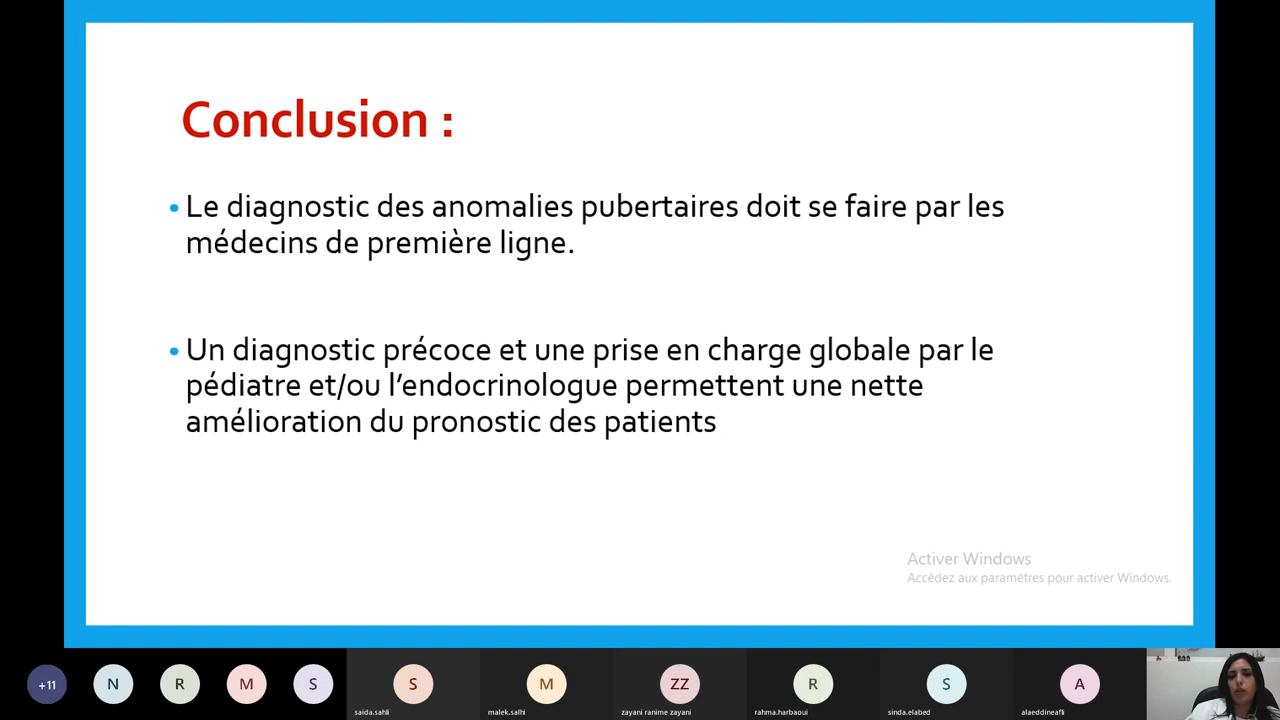 Conclusion :
• Le diagnostic des anomalies pubertaires doit se faire par les
médecins de première ligne.
• Un diagnostic précoce et une prise en charge globale par le
pédiatre et/ou l’endocrinologue permettent une nette
amélioration du pronostic des patients
Activer Windows
Accédez aux paramètres pour activer Windows.
+11
N
R
M
S
S
M
ZZ
R
S
A
saida.sahli
malek.salhi
zayani ranime zayani
rahma.harbaoui
sinda.elabed
alaeddineafli